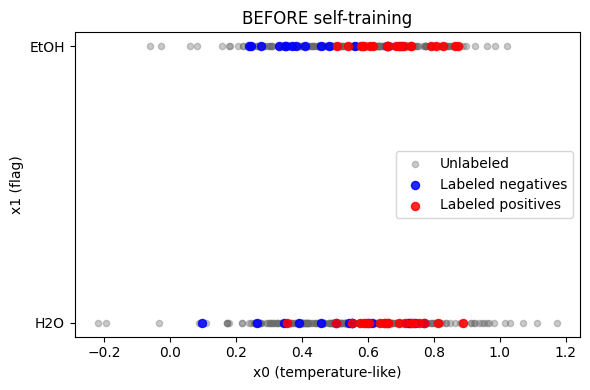 BEFORE self-training
EtOH
x1 (flag)
H2O
Unlabeled
Labeled negatives
Labeled positives
−0.2 0.0 0.2 0.4 0.6 0.8 1.0 1.2
x0 (temperature-like)